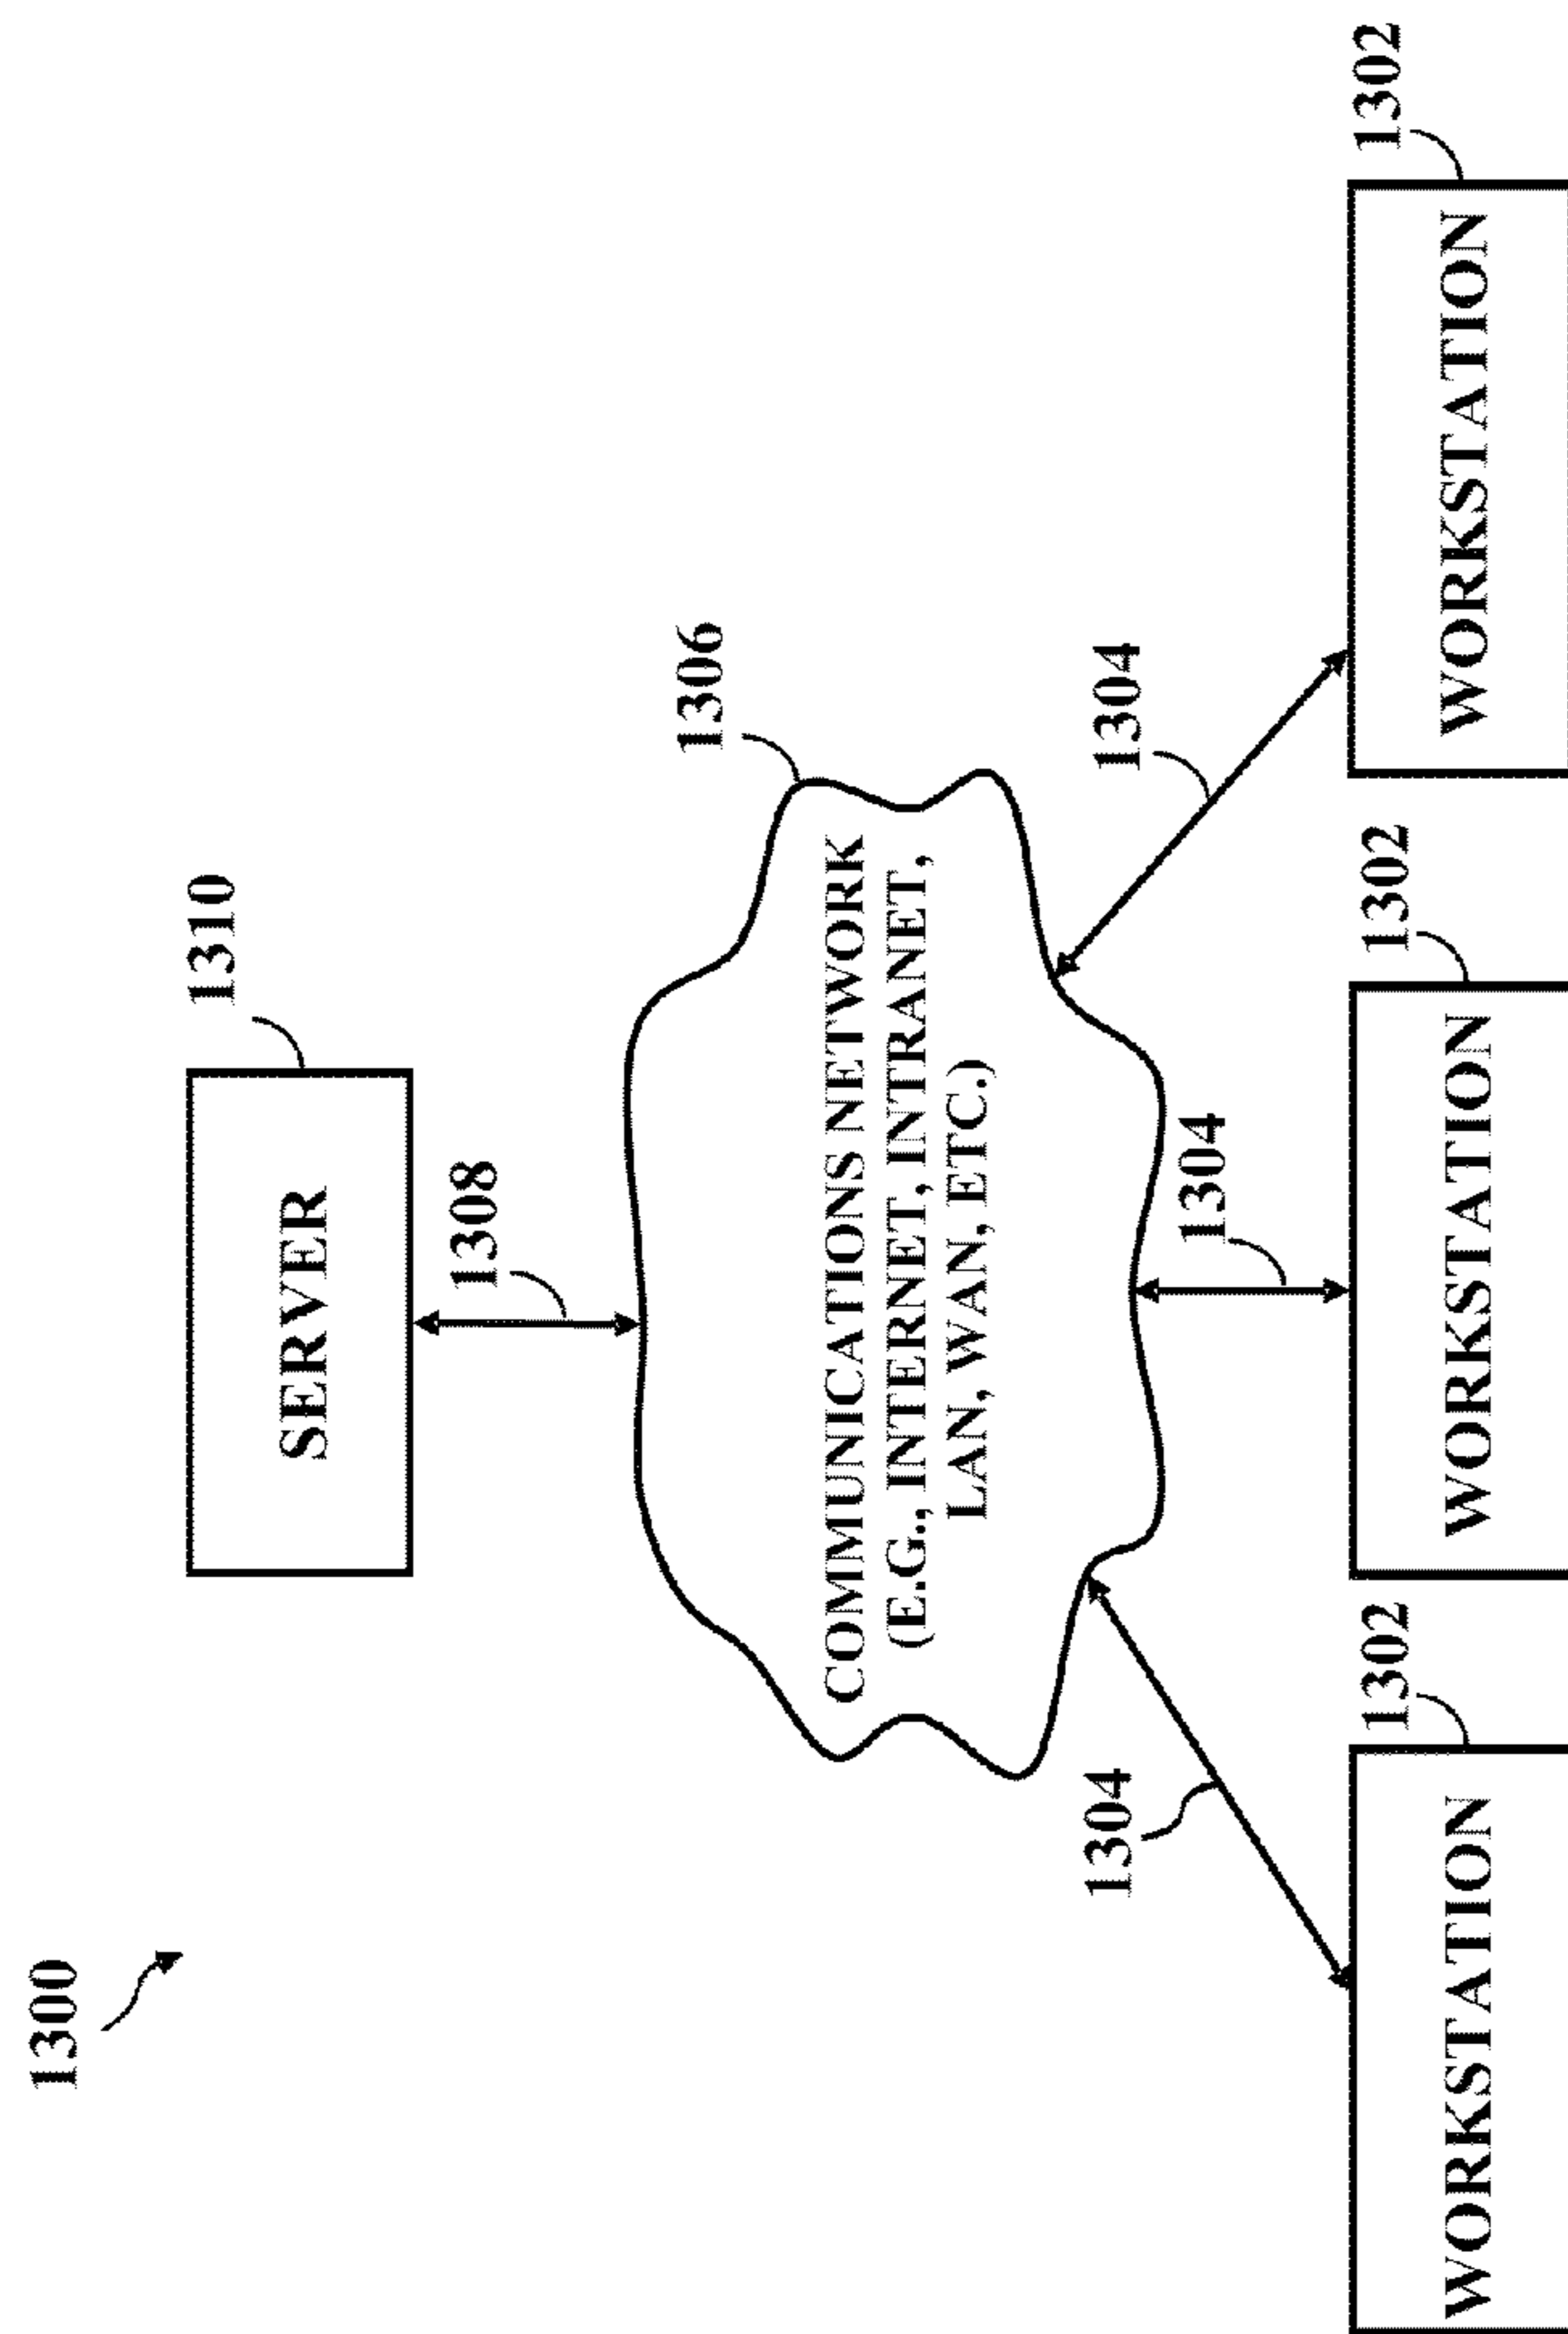 1300
SERVER
1310
1308
1306
COMMUNICATIONS NETWORK
(E.G., INTERNET, INTRANET,
LAN, WAN, ETC.)
1304
1304
1304
1302
1302
1302
WORKSTATION
WORKSTATION
WORKSTATION